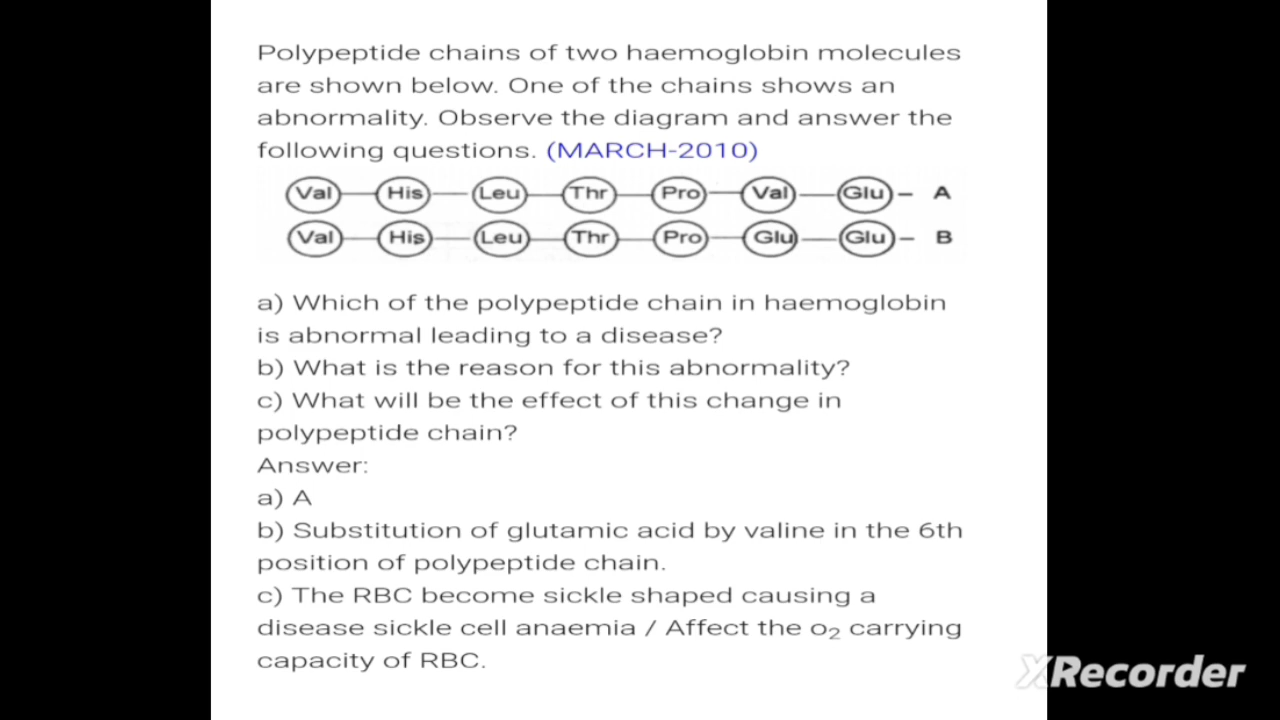 Polypeptide chains of two haemoglobin molecules
are shown below. One of the chains shows an
abnormality. Observe the diagram and answer the
following questions. (MARCH-2010)
Val His Leu Thr Pro Val Glu - A
Val His Leu Thr Pro Glu Glu - B
a) Which of the polypeptide chain in haemoglobin
is abnormal leading to a disease?
b) What is the reason for this abnormality?
c) What will be the effect of this change in
polypeptide chain?
Answer:
a) A
b) Substitution of glutamic acid by valine in the 6th
position of polypeptide chain.
c) The RBC become sickle shaped causing a
disease sickle cell anaemia / Affect the o₂ carrying
capacity of RBC.
XRecorder